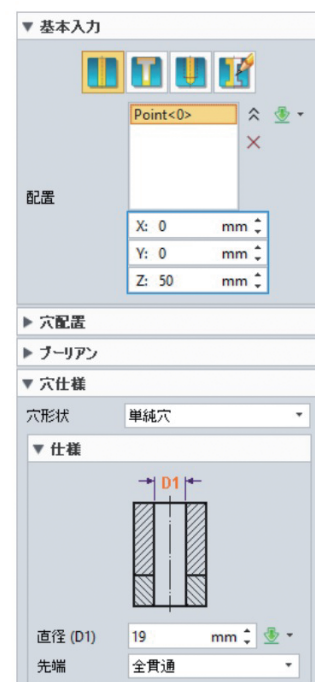 ▼ 基本入力
Point<0>
配置
X: 0 mm
Y: 0 mm
Z: 50 mm
▶ 穴配置
▶ ブーリアン
▼ 穴仕様
穴形状 単純穴
▼ 仕様
D1
直径 (D1) 19 mm
先端 全貫通